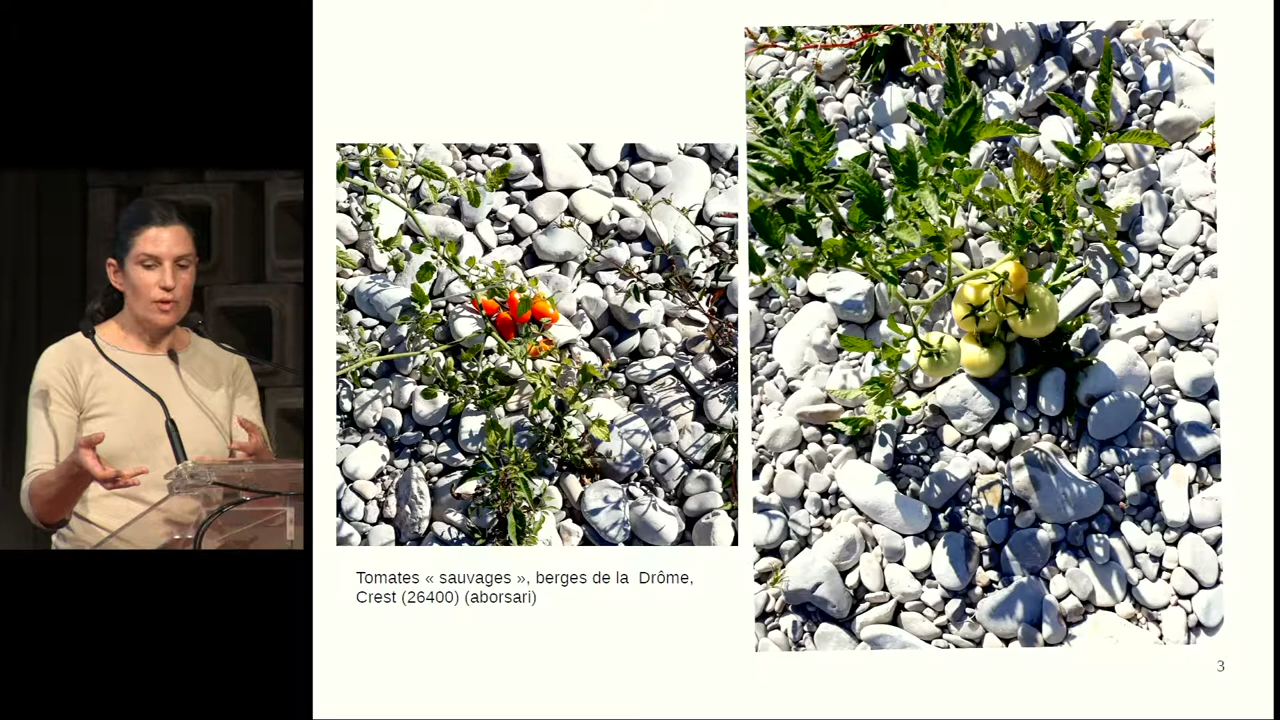 Tomates « sauvages », berges de la  Drôme,
Crest (26400) (aborsari)
3